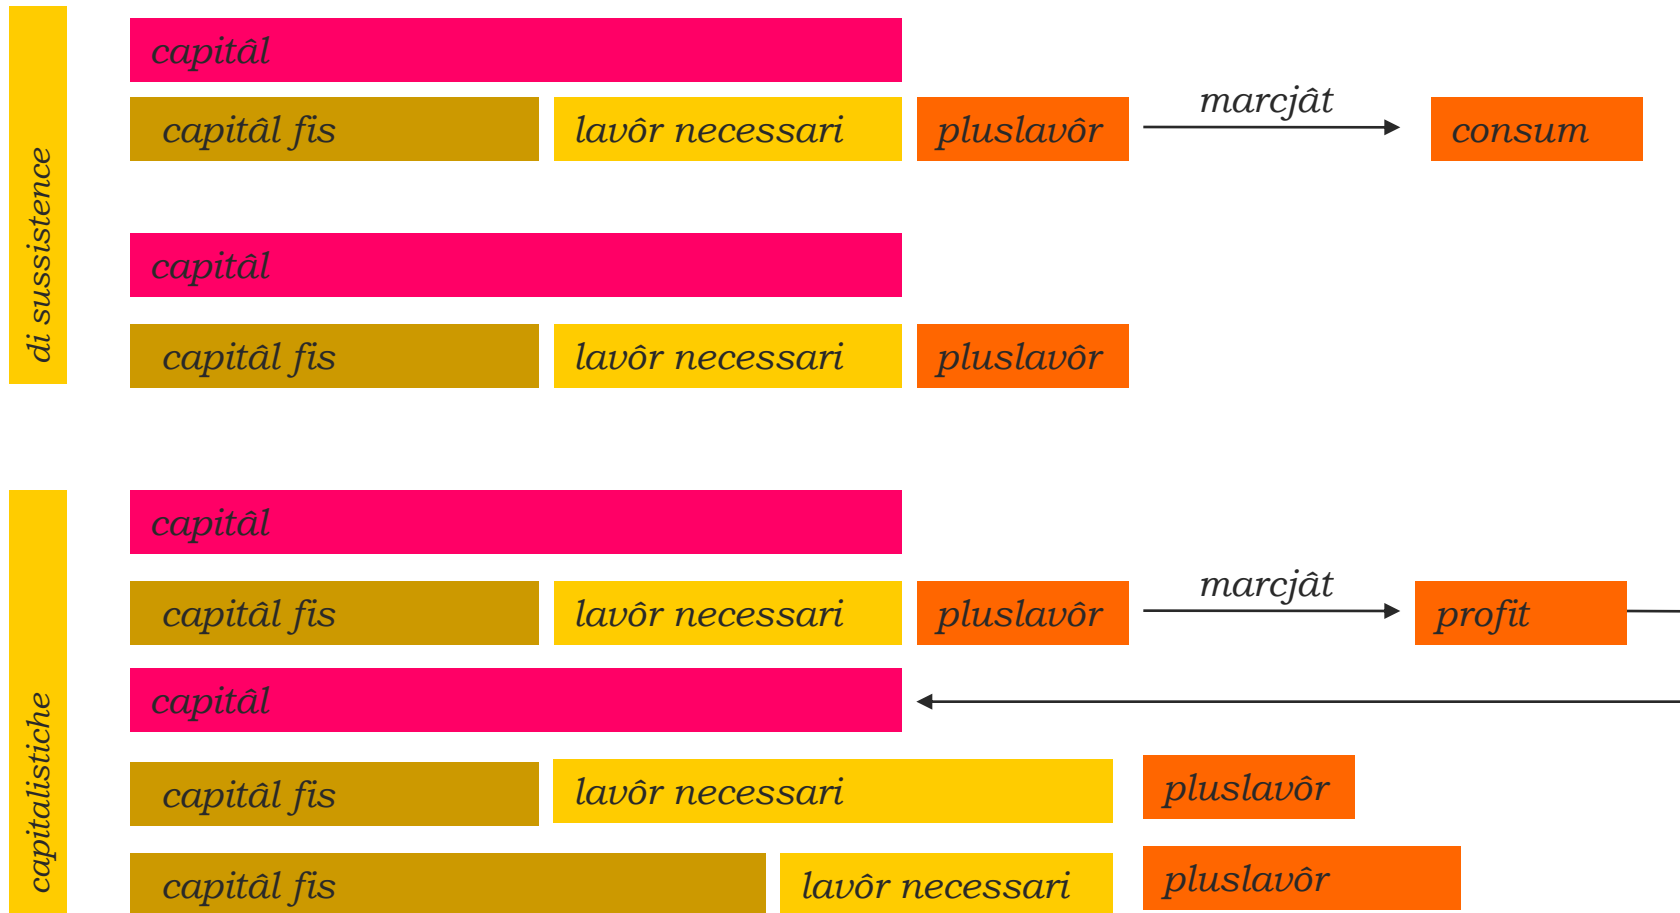 di sussistence
capitâl
capitâl fis lavôr necessari pluslavôr marcjât consum
capitâl
capitâl fis lavôr necessari pluslavôr
capitalistiche
capitâl
capitâl fis lavôr necessari pluslavôr marcjât profit
capitâl
capitâl fis lavôr necessari pluslavôr
capitâl fis lavôr necessari pluslavôr